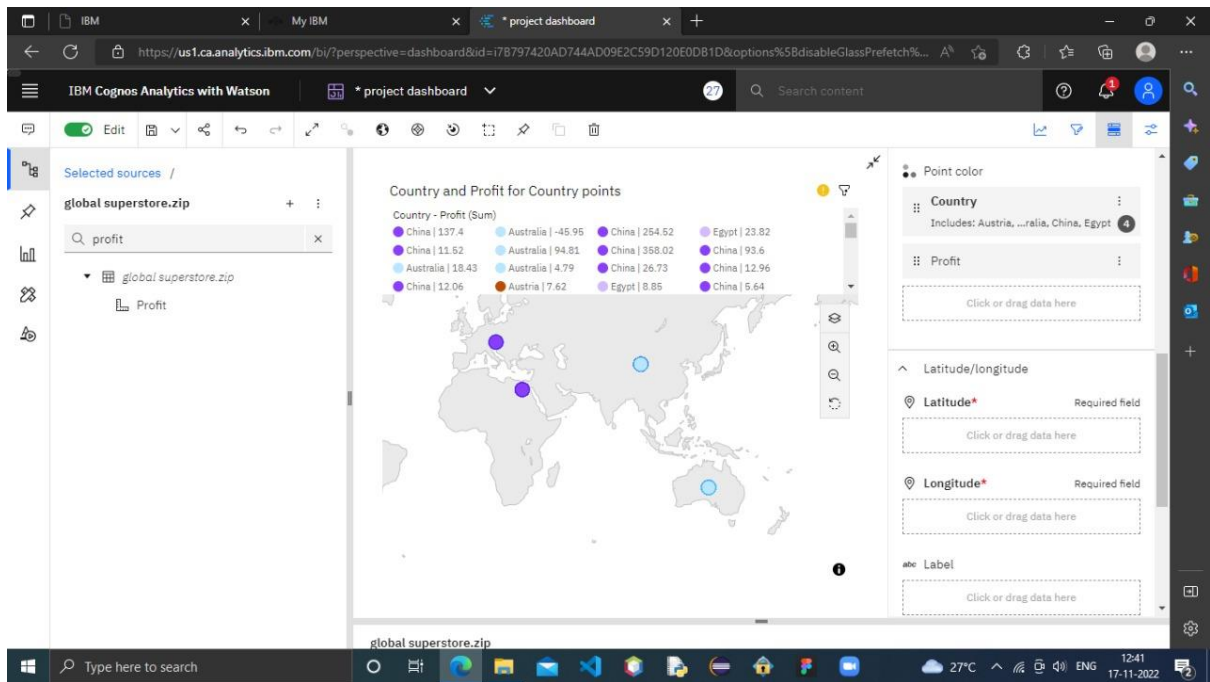 IBM
My IBM
* project dashboard
https://us1.ca.analytics.ibm.com/bi/?perspective=dashboard&id=i78797420AD744AD09E2C59D120E0DB1D&options%5BdisableGlassPrefetch%...
IBM Cognos Analytics with Watson
* project dashboard
27
Search content
1
Edit
Selected sources /
global superstore.zip
profit
global superstore.zip
Profit
Country and Profit for Country points
Country - Profit (Sum)
China | 137.4 Australia | -45.95 China | 254.52 Egypt | 23.82
China | 11.52 Australia | 94.81 China | 358.02 China | 93.6
Australia | 18.43 Australia | 4.79 China | 26.73 China | 12.96
China | 12.06 Austria | 7.62 Egypt | 8.85 China | 5.64
Point color
Country
Includes: Austria, ...ralia, China, Egypt 4
Profit
Click or drag data here
Latitude/longitude
Latitude* Required field
Click or drag data here
Longitude* Required field
Click or drag data here
abc Label
Click or drag data here
global superstore.zip
Type here to search
27°C
ENG
12:41
17-11-2022
2